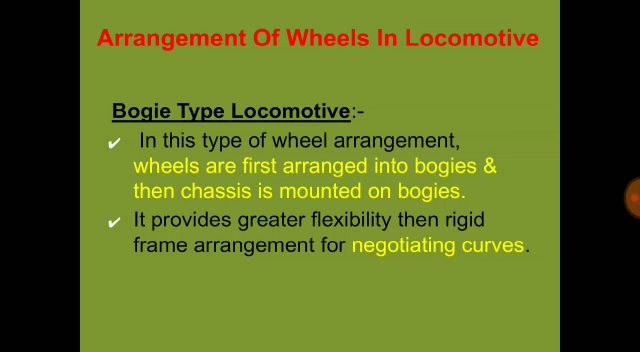 Arrangement Of Wheels In Locomotive
Bogie Type Locomotive:-
✓ In this type of wheel arrangement,
wheels are first arranged into bogies &
then chassis is mounted on bogies.
✓ It provides greater flexibility then rigid
frame arrangement for negotiating curves.